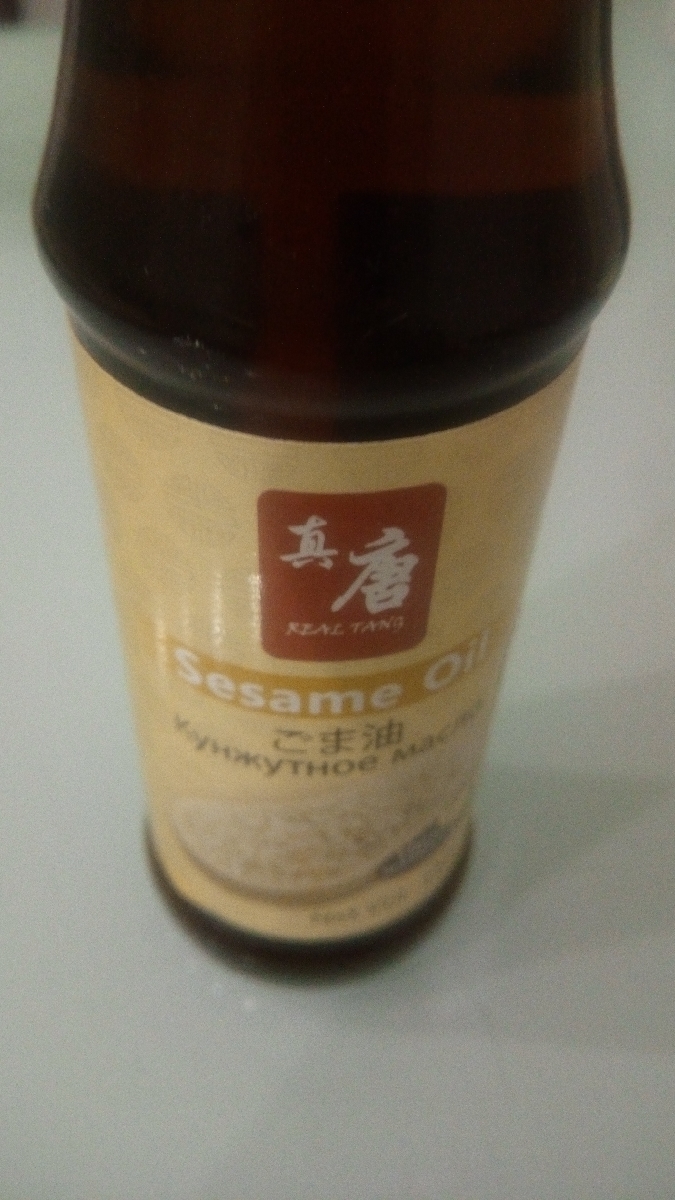 真唐
REAL TANG
Sesame Oil
ごま油
Кунжутное масло